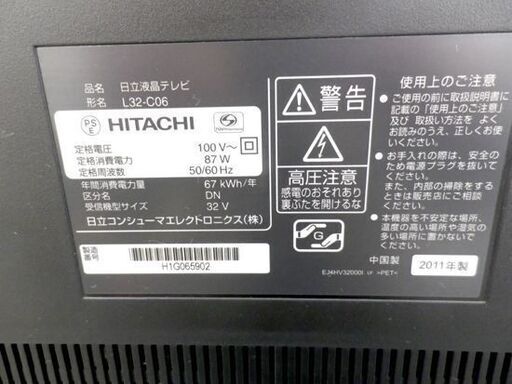 品名 日立液晶テレビ
形名 L32-C06
PS
E
HITACHI
定格電圧 100 V～
定格消費電力 87 W
定格周波数 50/60 Hz
年間消費電力量 67 kWh/年
区分名 DN
受信機型サイズ 32 V
日立コンシューマエレクトロニクス(株)
製造番号 H1G065902
警告
高圧注意
感電のおそれあり
裏ぶたを開けるな
EJ4HV32000I >PET<
使用上のご注意
●ご使用の前に取扱説明書
記載の「使用上のご注意」
及び 取扱い方法を よく
お読みのうえ、正しくお使い
ください。
●お手入れの際は、安全のた
め電源プラグを抜いてください。
また、内部の掃除をするとき
は販売店にご相談
ください。
●本機器を不安定な場所、
温度の高い場所や湿気の
多い場所に置かないで
ください。
中国製
2011年製